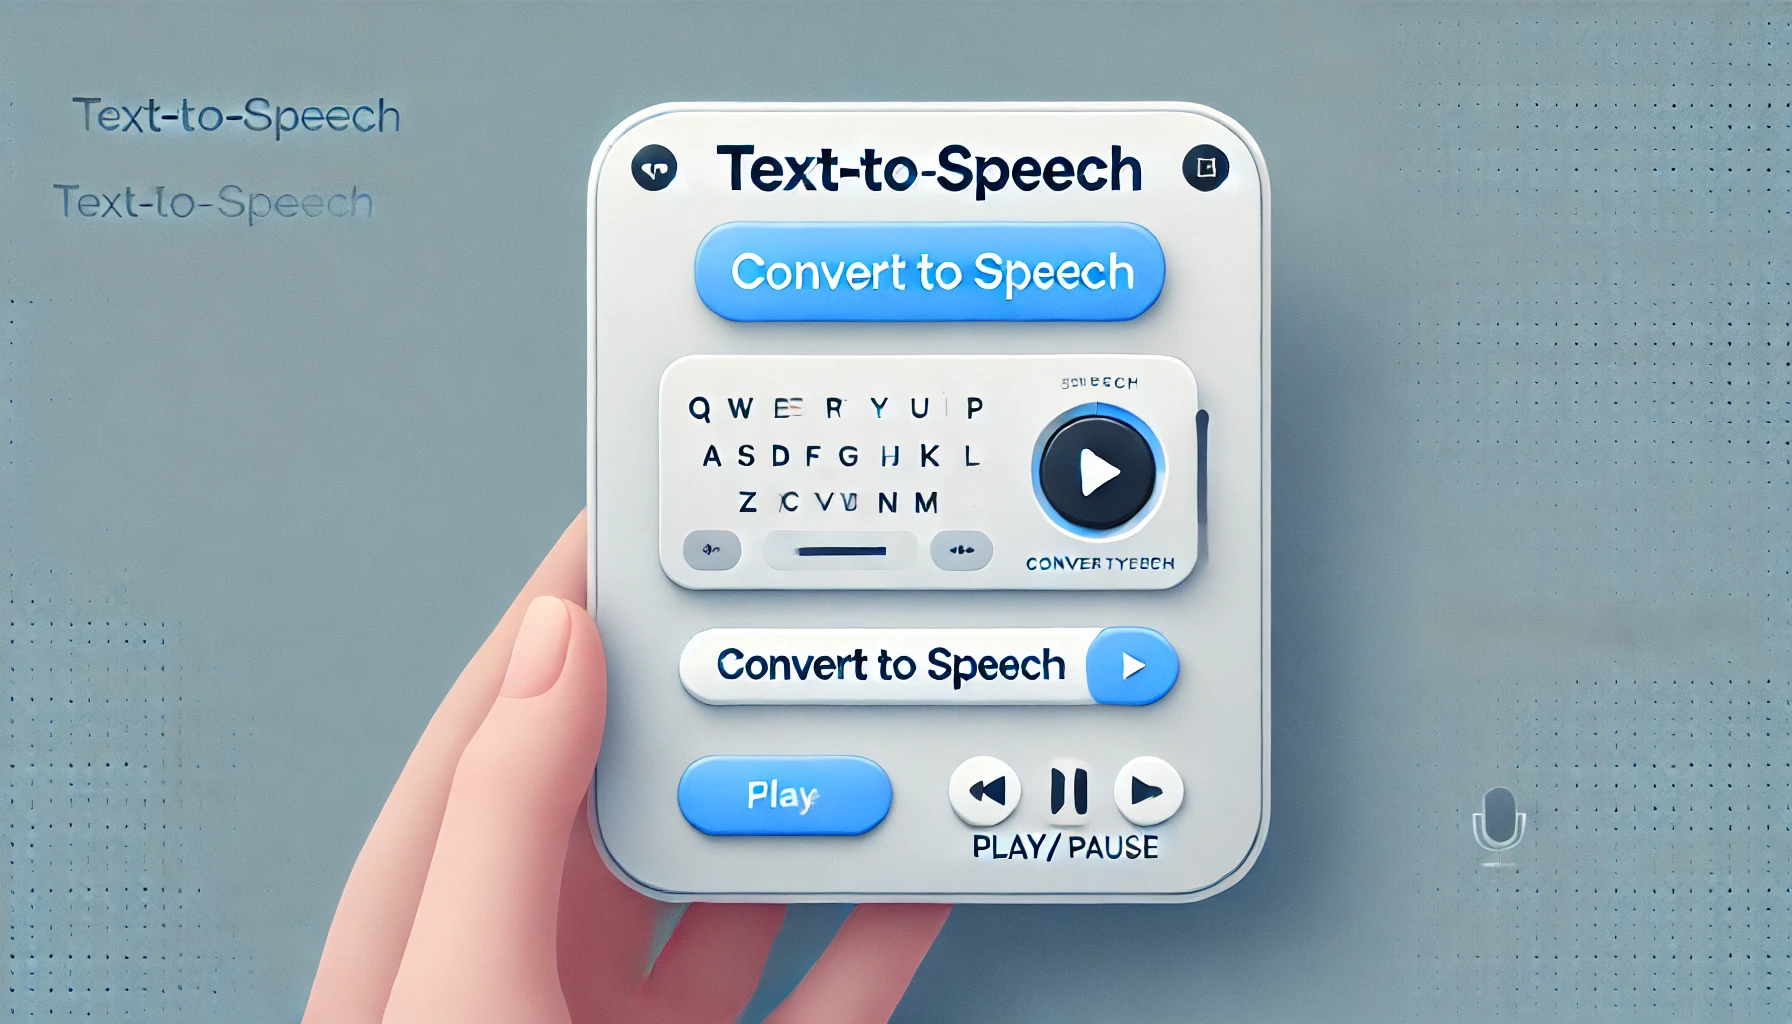 Text-to-Speech
Text-to-Speech
Text-to-Speech
Convert to Speech
Q W E R Y U P
A S D F G H K L
Z C V N M
CONVERTYEECH
Convert to Speech
Play
PLAY/ PAUSE